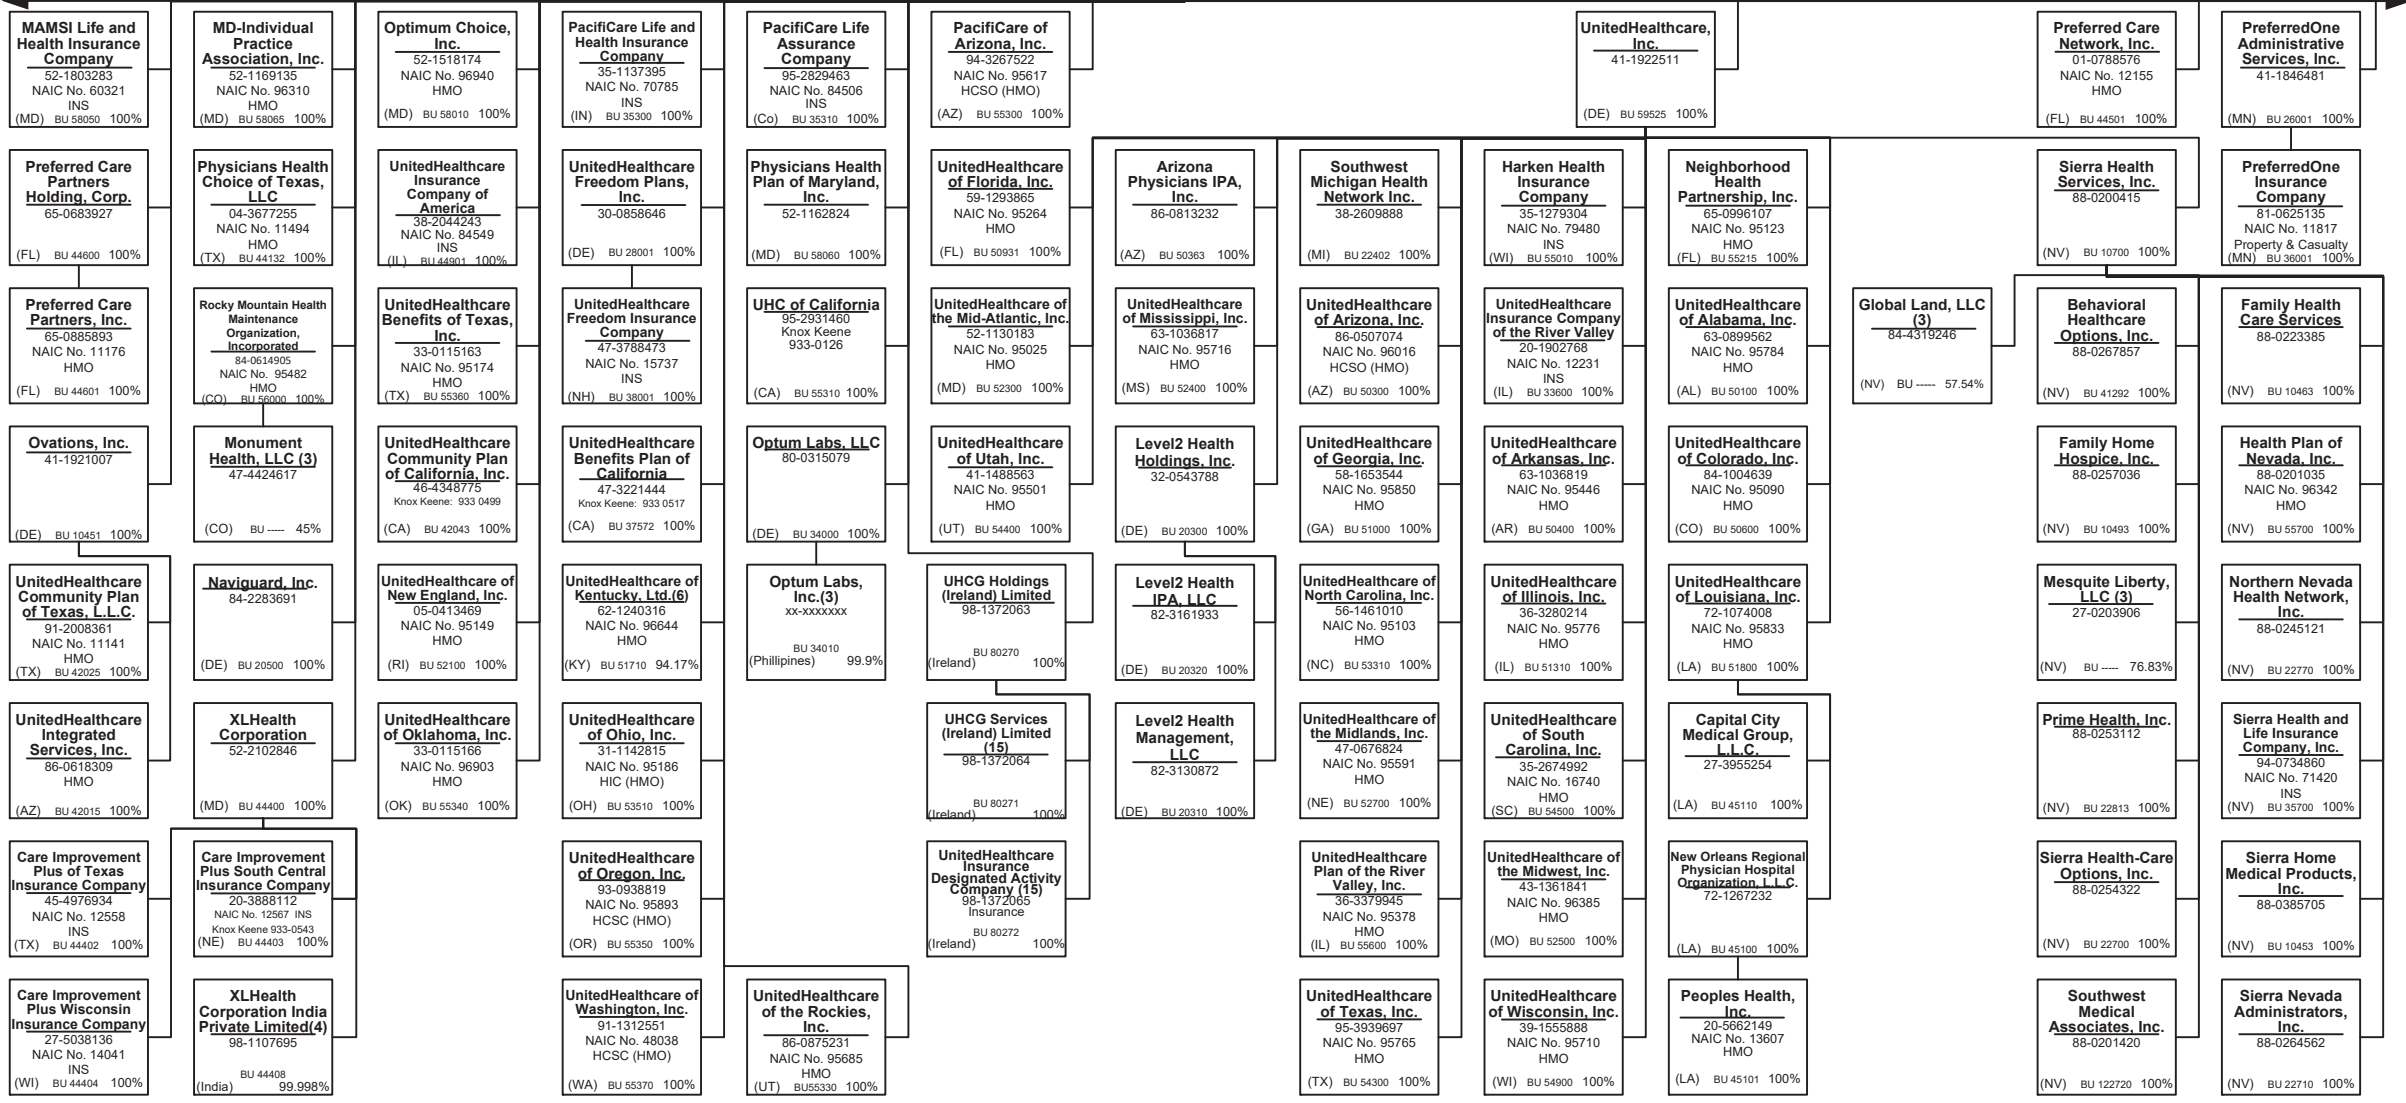 MAMSI Life and
Health Insurance
Company
52-1803283
NAIC No. 60321
INS
(MD) BU 58050 100%
MD-Individual
Practice
Association, Inc.
52-1169135
NAIC No. 96310
HMO
(MD) BU 58065 100%
Optimum Choice,
Inc.
52-1518174
NAIC No. 96940
HMO
(MD) BU 58010 100%
PacifiCare Life and
Health Insurance
Company
35-1137395
NAIC No. 70785
INS
(IN) BU 35300 100%
PacifiCare Life
Assurance
Company
95-2829463
NAIC No. 84506
INS
(Co) BU 35310 100%
PacifiCare of
Arizona, Inc.
94-3267522
NAIC No. 95617
HCSO (HMO)
(AZ) BU 55300 100%
UnitedHealthcare,
Inc.
41-1922511
(DE) BU 59525 100%
Preferred Care
Network, Inc.
01-0788576
NAIC No. 12155
HMO
(FL) BU 44501 100%
PreferredOne
Administrative
Services, Inc.
41-1846481
(MN) BU 26001 100%
Preferred Care
Partners
Holding, Corp.
65-0683927
(FL) BU 44600 100%
Physicians Health
Choice of Texas,
LLC
04-3677255
NAIC No. 11494
HMO
(TX) BU 44132 100%
UnitedHealthcare
Insurance
Company of
America
38-2044243
NAIC No. 84549
INS
(IL) BU 44901 100%
UnitedHealthcare
Freedom Plans,
Inc.
30-0858646
(DE) BU 28001 100%
Physicians Health
Plan of Maryland,
Inc.
52-1162824
(MD) BU 58060 100%
UnitedHealthcare
of Florida, Inc.
59-1293865
NAIC No. 95264
HMO
(FL) BU 50931 100%
Arizona
Physicians IPA,
Inc.
86-0813232
(AZ) BU 50363 100%
Southwest
Michigan Health
Network Inc.
38-2609888
(MI) BU 22402 100%
Harken Health
Insurance
Company
35-1279304
NAIC No. 79480
INS
(WI) BU 55010 100%
Neighborhood
Health
Partnership, Inc.
65-0996107
NAIC No. 95123
HMO
(FL) BU 55215 100%
Sierra Health
Services, Inc.
88-0200415
(NV) BU 10700 100%
PreferredOne
Insurance
Company
81-0625135
NAIC No. 11817
Property & Casualty
(MN) BU 36001 100%
Preferred Care
Partners, Inc.
65-0885893
NAIC No. 11176
HMO
(FL) BU 44601 100%
Rocky Mountain Health
Maintenance
Organization,
Incorporated
84-0614905
NAIC No. 95482
HMO
(CO) BU 56000 100%
UnitedHealthcare
Benefits of Texas,
Inc.
33-0115163
NAIC No. 95174
HMO
(TX) BU 55360 100%
UnitedHealthcare
Freedom Insurance
Company
47-3788473
NAIC No. 15737
INS
(NH) BU 38001 100%
UHC of California
95-2931460
Knox Keene
933-0126
(CA) BU 55310 100%
UnitedHealthcare of
the Mid-Atlantic, Inc.
52-1130183
NAIC No. 95025
HMO
(MD) BU 52300 100%
UnitedHealthcare
of Mississippi, Inc.
63-1036817
NAIC No. 95716
HMO
(MS) BU 52400 100%
UnitedHealthcare
of Arizona, Inc.
86-0507074
NAIC No. 96016
HCSO (HMO)
(AZ) BU 50300 100%
UnitedHealthcare
Insurance Company
of the River Valley
20-1902768
NAIC No. 12231
INS
(IL) BU 33600 100%
UnitedHealthcare
of Alabama, Inc.
63-0899562
NAIC No. 95784
HMO
(AL) BU 50100 100%
Global Land, LLC
(3)
84-4319246
(NV) BU ----- 57.54%
Behavioral
Healthcare
Options, Inc.
88-0267857
(NV) BU 41292 100%
Family Health
Care Services
88-0223385
(NV) BU 10463 100%
Ovations, Inc.
41-1921007
(DE) BU 10451 100%
Monument
Health, LLC (3)
47-4424617
(CO) BU ----- 45%
UnitedHealthcare
Community Plan
of California, Inc.
46-4348775
Knox Keene: 933 0499
(CA) BU 42043 100%
UnitedHealthcare
Benefits Plan of
California
47-3221444
Knox Keene: 933 0517
(CA) BU 37572 100%
Optum Labs, LLC
80-0315079
(DE) BU 34000 100%
UnitedHealthcare
of Utah, Inc.
41-1488563
NAIC No. 95501
HMO
(UT) BU 54400 100%
Level2 Health
Holdings, Inc.
32-0543788
(DE) BU 20300 100%
UnitedHealthcare
of Georgia, Inc.
58-1653544
NAIC No. 95850
HMO
(GA) BU 51000 100%
UnitedHealthcare
of Arkansas, Inc.
63-1036819
NAIC No. 95446
HMO
(AR) BU 50400 100%
UnitedHealthcare
of Colorado, Inc.
84-1004639
NAIC No. 95090
HMO
(CO) BU 50600 100%
Family Home
Hospice, Inc.
88-0257036
(NV) BU 10493 100%
Health Plan of
Nevada, Inc.
88-0201035
NAIC No. 96342
HMO
(NV) BU 55700 100%
UnitedHealthcare
Community Plan
of Texas, L.L.C.
91-2008361
NAIC No. 11141
HMO
(TX) BU 42025 100%
Naviguard, Inc.
84-2283691
(DE) BU 20500 100%
UnitedHealthcare of
New England, Inc.
05-0413469
NAIC No. 95149
HMO
(RI) BU 52100 100%
UnitedHealthcare of
Kentucky, Ltd.(6)
62-1240316
NAIC No. 96644
HMO
(KY) BU 51710 94.17%
Optum Labs,
Inc.(3)
xx-xxxxxxx
BU 34010
(Phillipines) 99.9%
UHCG Holdings
(Ireland) Limited
98-1372063
BU 80270
(Ireland) 100%
Level2 Health
IPA, LLC
82-3161933
(DE) BU 20320 100%
UnitedHealthcare of
North Carolina, Inc.
56-1461010
NAIC No. 95103
HMO
(NC) BU 53310 100%
UnitedHealthcare
of Illinois, Inc.
36-3280214
NAIC No. 95776
HMO
(IL) BU 51310 100%
UnitedHealthcare
of Louisiana, Inc.
72-1074008
NAIC No. 95833
HMO
(LA) BU 51800 100%
Mesquite Liberty,
LLC (3)
27-0203906
(NV) BU ----- 76.83%
Northern Nevada
Health Network,
Inc.
88-0245121
(NV) BU 22770 100%
UnitedHealthcare
Integrated
Services, Inc.
86-0618309
HMO
(AZ) BU 42015 100%
XLHealth
Corporation
52-2102846
(MD) BU 44400 100%
UnitedHealthcare
of Oklahoma, Inc.
33-0115166
NAIC No. 96903
HMO
(OK) BU 55340 100%
UnitedHealthcare
of Ohio, Inc.
31-1142815
NAIC No. 95186
HIC (HMO)
(OH) BU 53510 100%
UHCG Services
(Ireland) Limited
(15)
98-1372064
BU 80271
(Ireland) 100%
Level2 Health
Management,
LLC
82-3130872
(DE) BU 20310 100%
UnitedHealthcare of
the Midlands, Inc.
47-0676824
NAIC No. 95591
HMO
(NE) BU 52700 100%
UnitedHealthcare
of South
Carolina, Inc.
35-2674992
NAIC No. 16740
HMO
(SC) BU 54500 100%
Capital City
Medical Group,
L.L.C.
27-3955254
(LA) BU 45110 100%
Prime Health, Inc.
88-0253112
(NV) BU 22813 100%
Sierra Health and
Life Insurance
Company, Inc.
94-0734860
NAIC No. 71420
INS
(NV) BU 35700 100%
Care Improvement
Plus of Texas
Insurance Company
45-4976934
NAIC No. 12558
INS
(TX) BU 44402 100%
Care Improvement
Plus South Central
Insurance Company
20-3888112
NAIC No. 12567 INS
Knox Keene 933-0543
(NE) BU 44403 100%
UnitedHealthcare
of Oregon, Inc.
93-0938819
NAIC No. 95893
HCSC (HMO)
(OR) BU 55350 100%
UnitedHealthcare
Insurance
Designated Activity
Company (15)
98-1372065
Insurance
BU 80272
(Ireland) 100%
UnitedHealthcare
Plan of the River
Valley, Inc.
36-3379945
NAIC No. 95378
HMO
(IL) BU 55600 100%
UnitedHealthcare of
the Midwest, Inc.
43-1361841
NAIC No. 96385
HMO
(MO) BU 52500 100%
New Orleans Regional
Physician Hospital
Organization, L.L.C.
72-1267232
(LA) BU 45100 100%
Sierra Health-Care
Options, Inc.
88-0254322
(NV) BU 22700 100%
Sierra Home
Medical Products,
Inc.
88-0385705
(NV) BU 10453 100%
Care Improvement
Plus Wisconsin
Insurance Company
27-5038136
NAIC No. 14041
INS
(WI) BU 44404 100%
XLHealth
Corporation India
Private Limited(4)
98-1107695
BU 44408
(India) 99.998%
UnitedHealthcare of
Washington, Inc.
91-1312551
NAIC No. 48038
HCSC (HMO)
(WA) BU 55370 100%
UnitedHealthcare
of the Rockies,
Inc.
86-0875231
NAIC No. 95685
HMO
(UT) BU55330 100%
UnitedHealthcare
of Texas, Inc.
95-3939697
NAIC No. 95765
HMO
(TX) BU 54300 100%
UnitedHealthcare
of Wisconsin, Inc.
39-1555888
NAIC No. 95710
HMO
(WI) BU 54900 100%
Peoples Health,
Inc.
20-5662149
NAIC No. 13607
HMO
(LA) BU 45101 100%
Southwest
Medical
Associates, Inc.
88-0201420
(NV) BU 122720 100%
Sierra Nevada
Administrators,
Inc.
88-0264562
(NV) BU 22710 100%